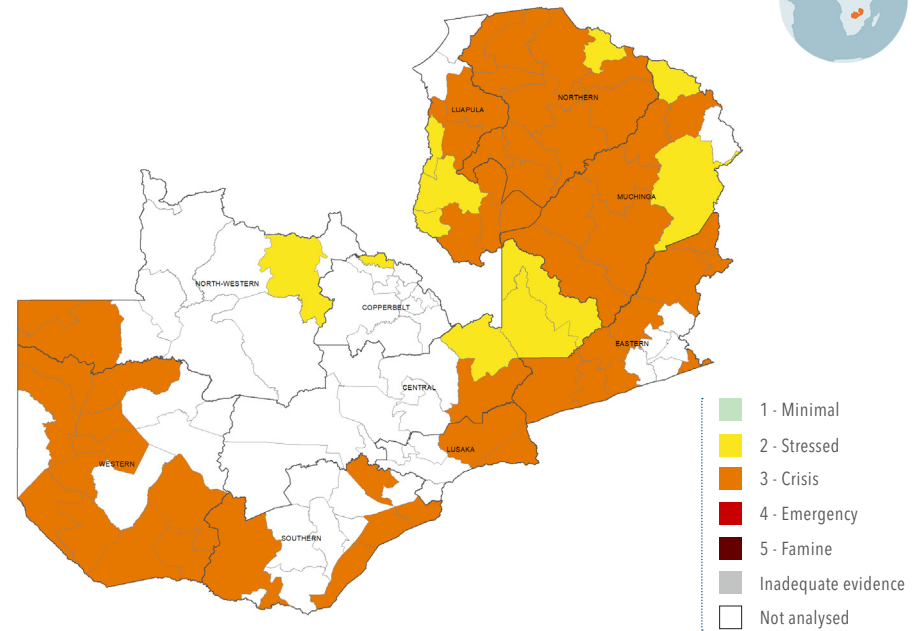 LUAPULA
NORTHERN
MUCHINGA
NORTH-WESTERN
COPPERBELT
EASTERN
CENTRAL
LUSAKA
WESTERN
SOUTHERN
1 - Minimal
2 - Stressed
3 - Crisis
4 - Emergency
5 - Famine
Inadequate evidence
Not analysed